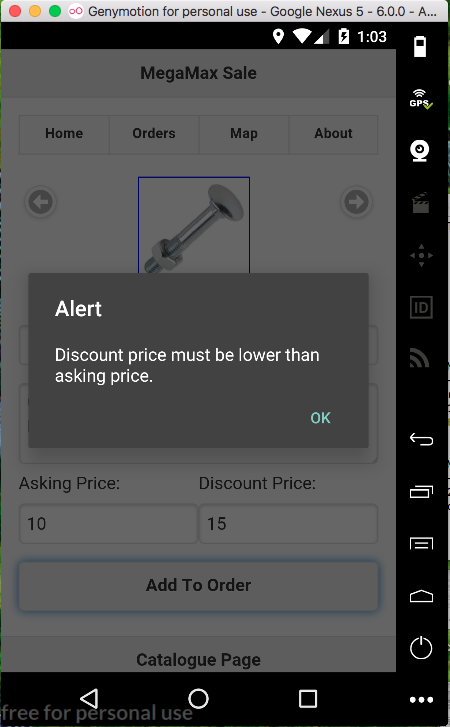 Genymotion for personal use - Google Nexus 5 - 6.0.0 - A...
1:03
MegaMax Sale
GPS
Home Orders Map About
Alert
Discount price must be lower than
asking price.
ID
OK
Asking Price: Discount Price:
10 15
Add To Order
Catalogue Page
free for personal use